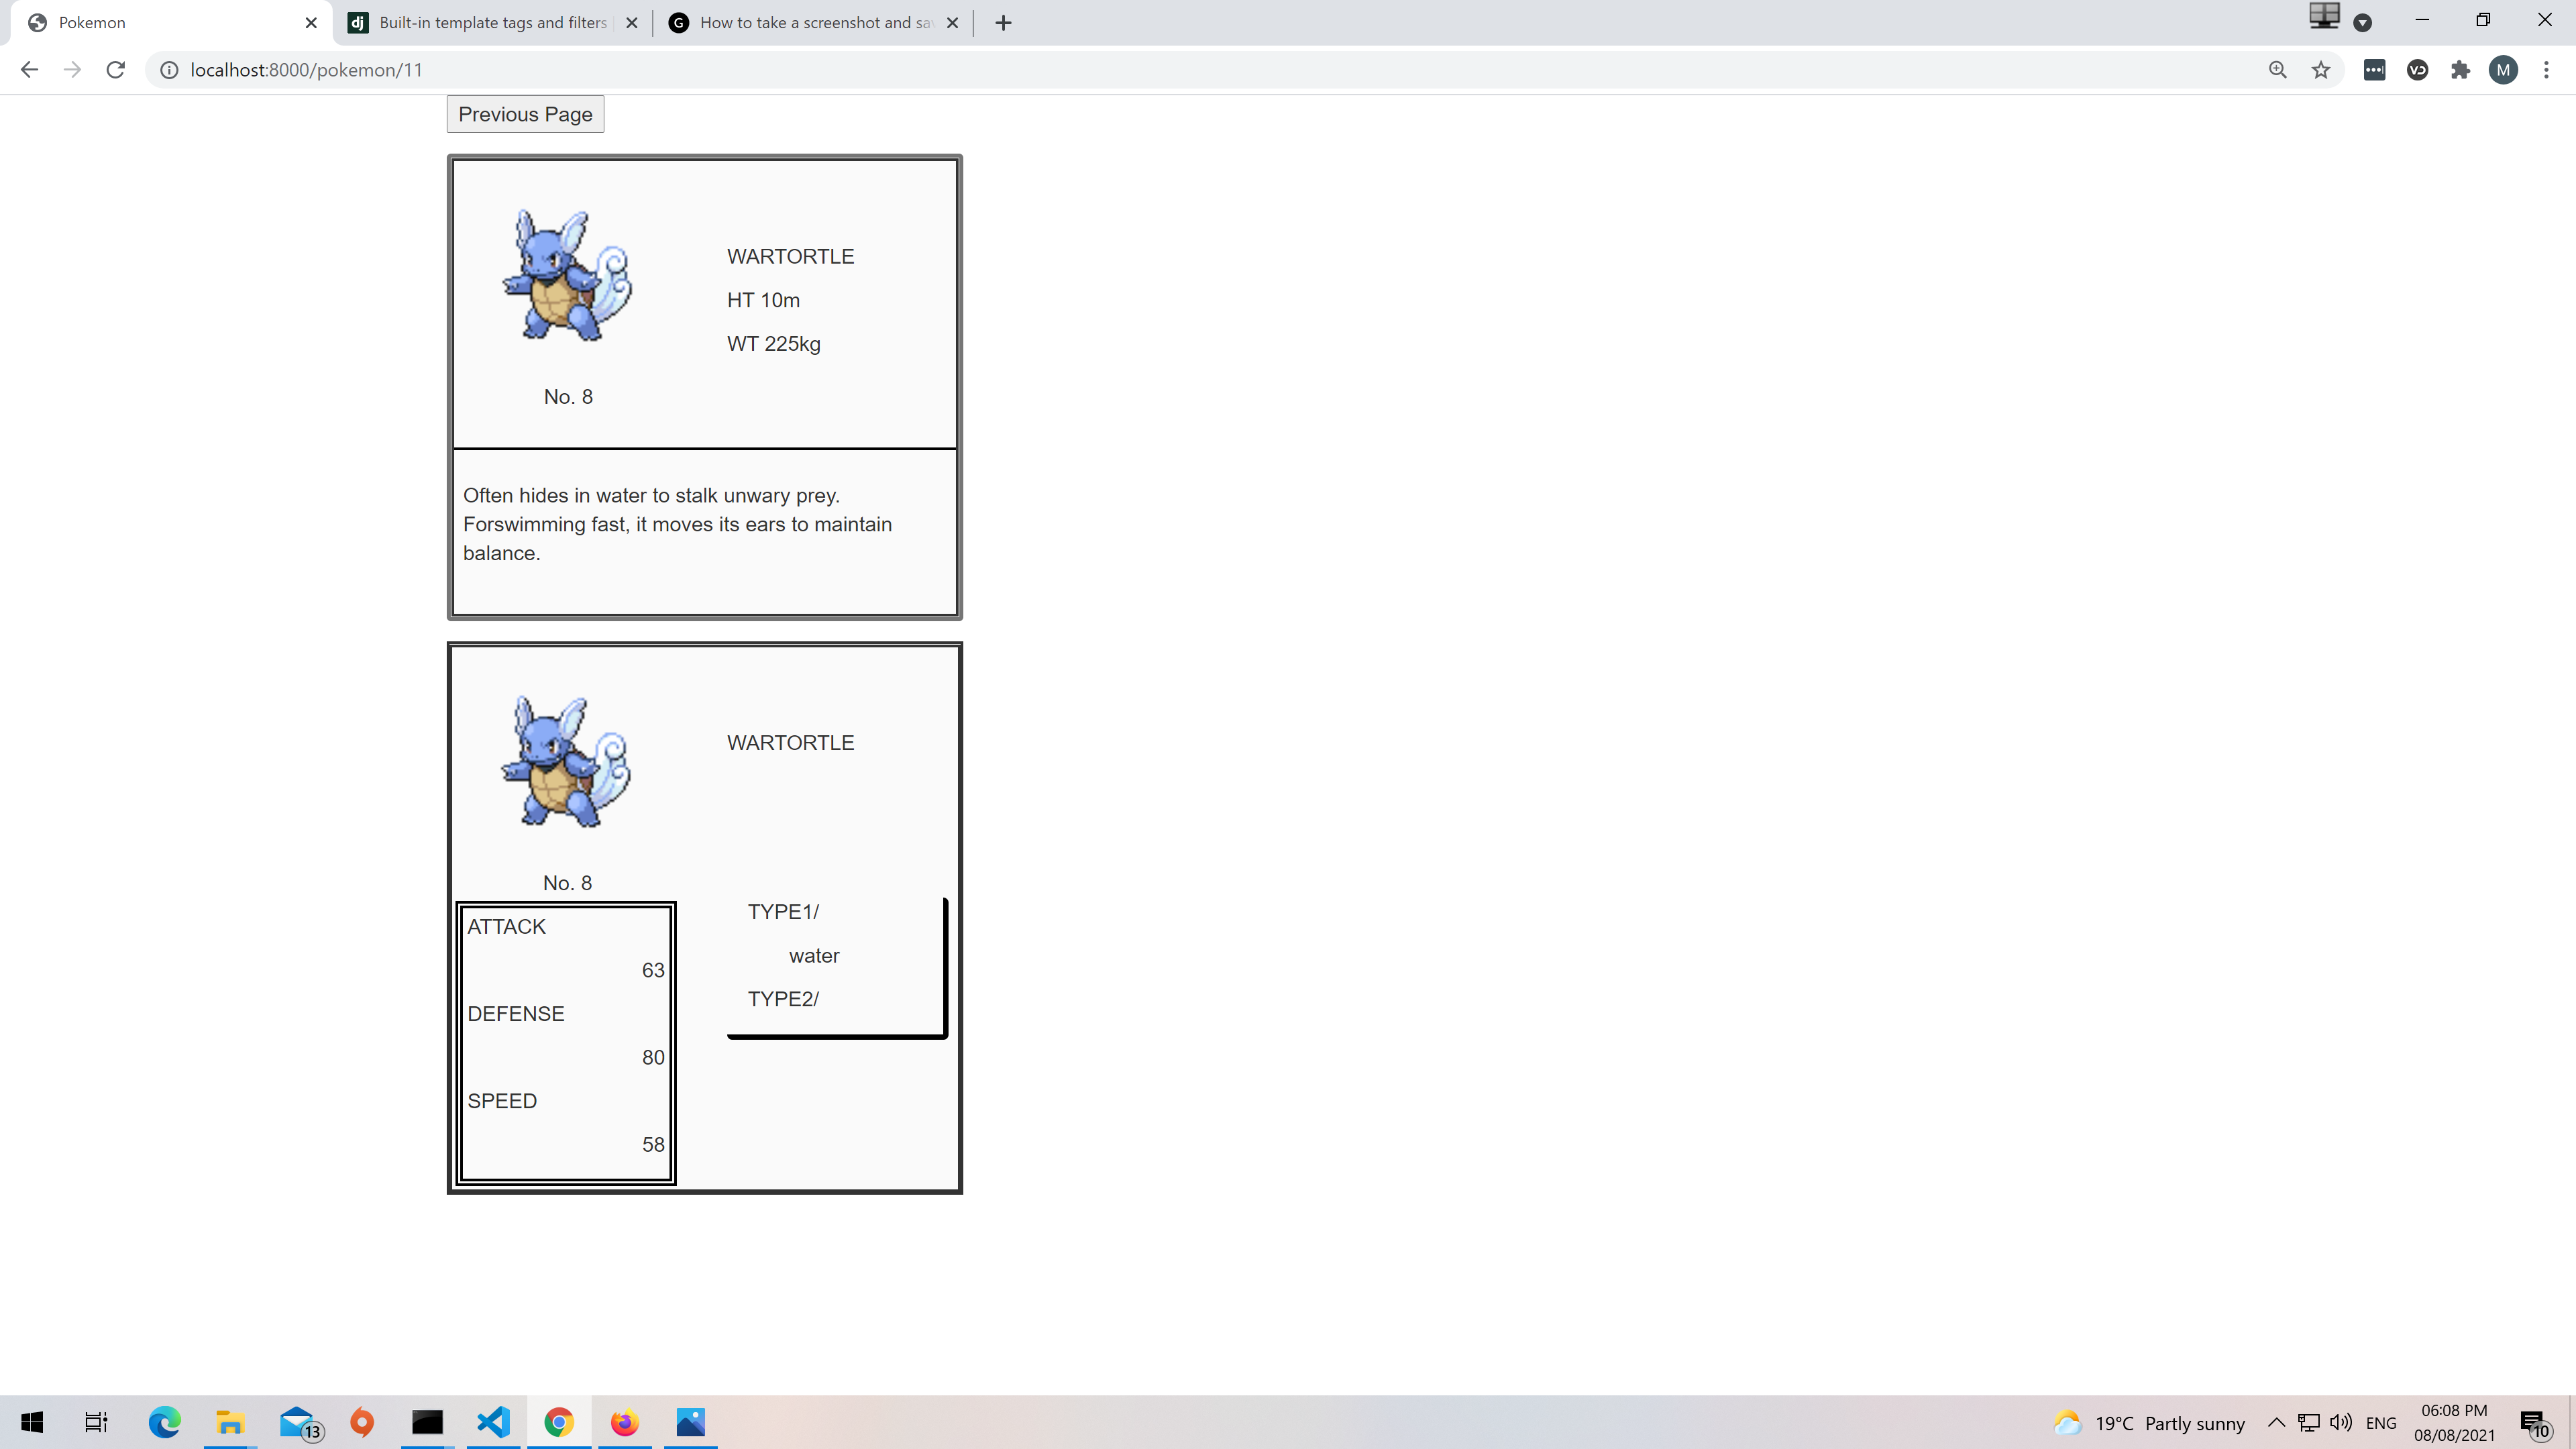 Pokemon
Built-in template tags and filters
How to take a screenshot and sa
localhost:8000/pokemon/11
M
Previous Page
WARTORTLE
HT 10m
WT 225kg
No. 8
Often hides in water to stalk unwary prey.
Forswimming fast, it moves its ears to maintain
balance.
WARTORTLE
No. 8
ATTACK
63
DEFENSE
80
SPEED
58
TYPE1/
water
TYPE2/
13
19°C Partly sunny
ENG
06:08 PM
08/08/2021
10